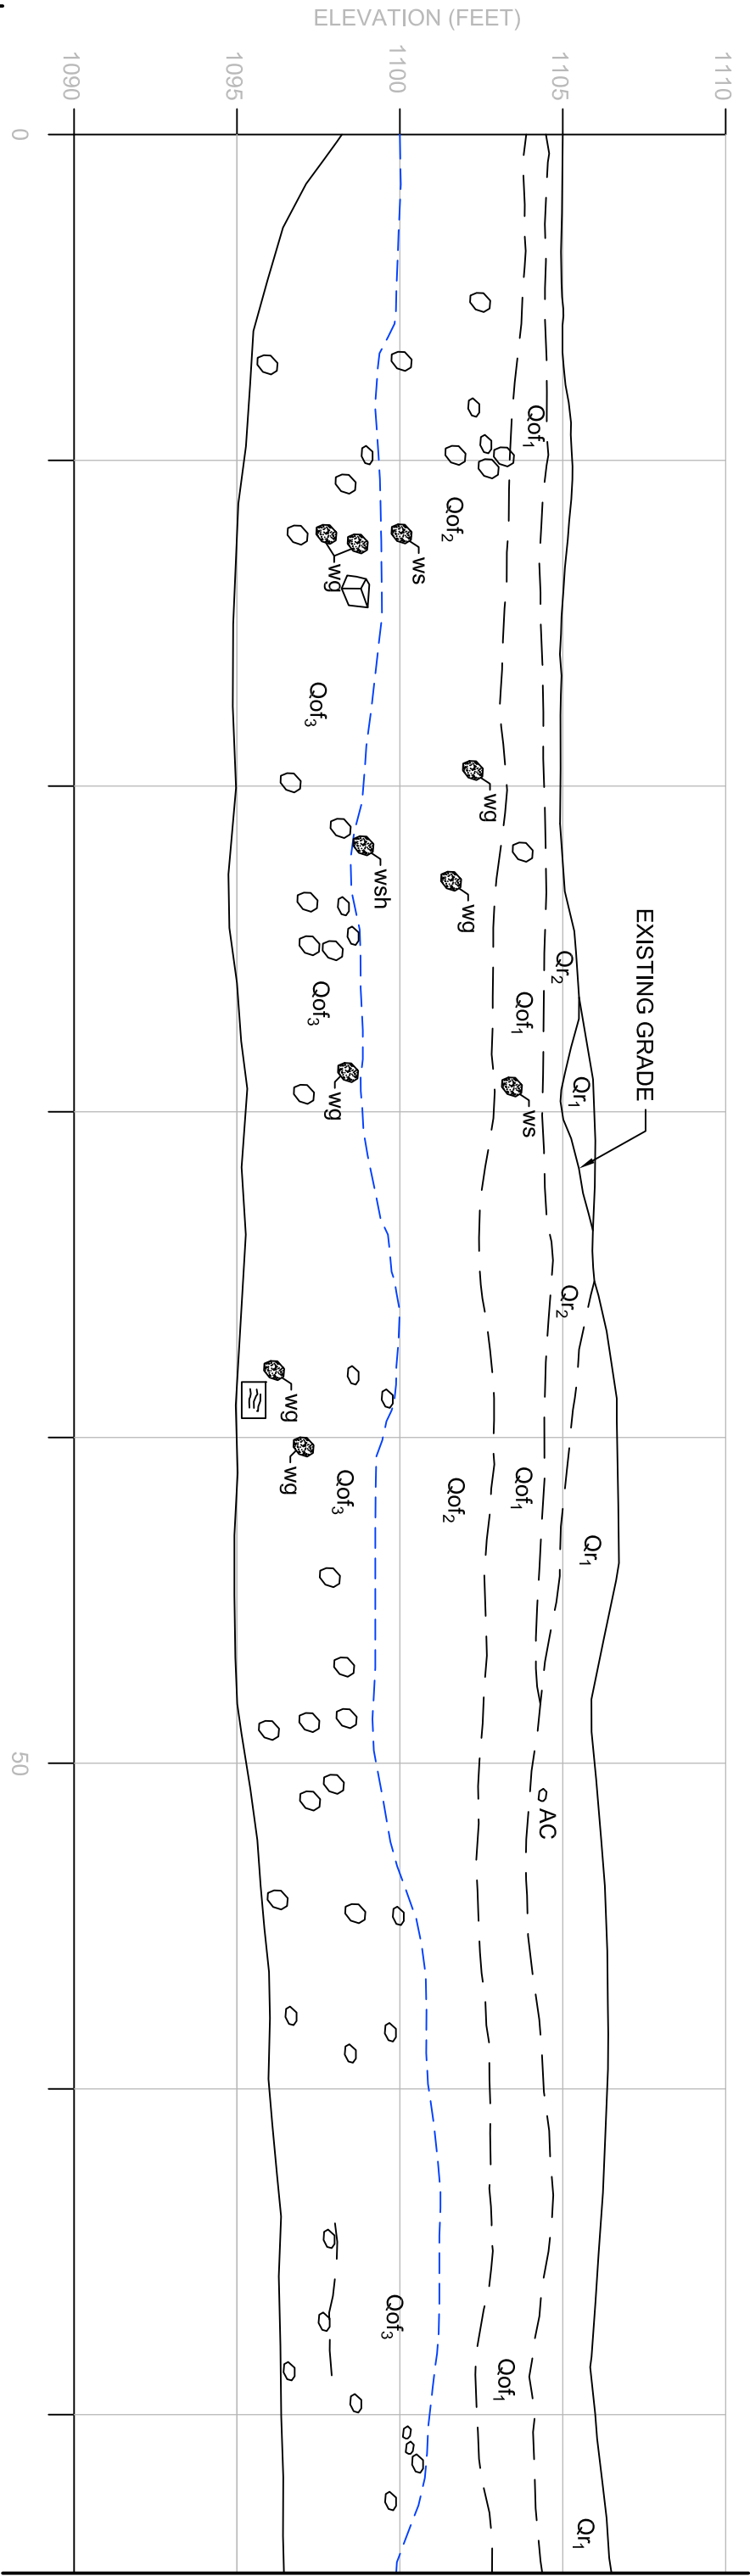 ELEVATION (FEET)
1110
1105
1100
1095
1090
0
50
EXISTING GRADE
Qof₁
Qof₂
ws
wg
Qof₃
wg
wsh
wg
Qr₂
Qof₁
Qof₃
Qr₁
ws
wg
Qr₂
wg
wg
Qof₃
Qof₂
Qof₁
Qr₁
AC
Qof₃
Qof₁
Qr₁